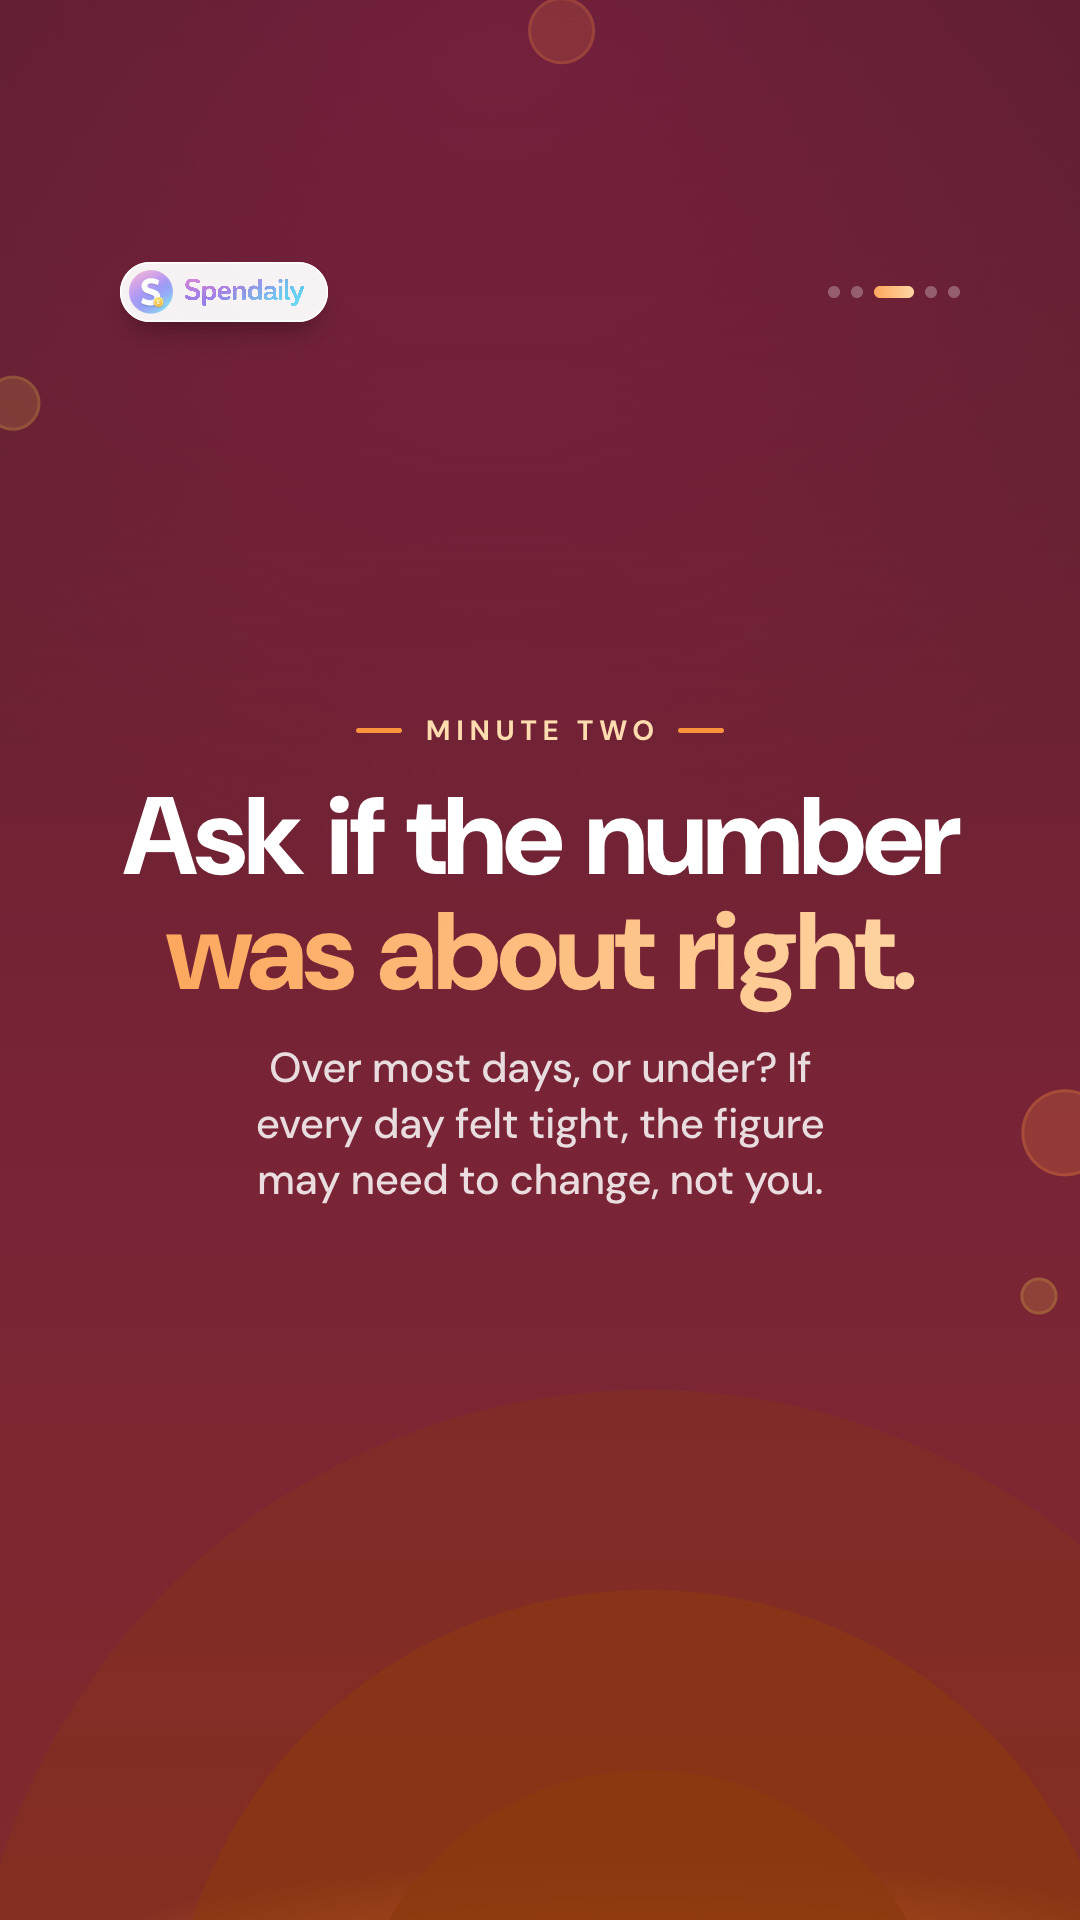 Spendaily
MINUTE TWO
Ask if the number
was about right.
Over most days, or under? If
every day felt tight, the figure
may need to change, not you.